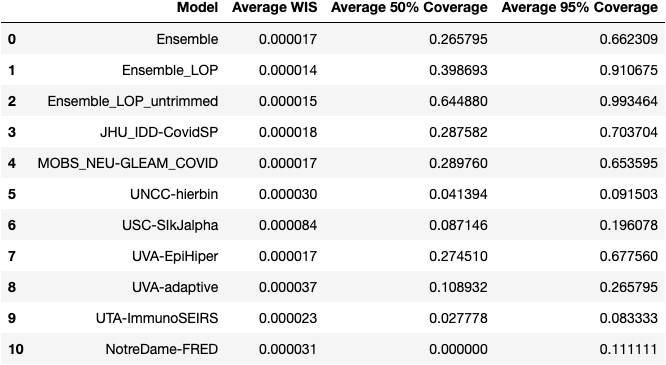 Model Average WIS Average 50% Coverage Average 95% Coverage
0 Ensemble 0.000017 0.265795 0.662309
1 Ensemble_LOP 0.000014 0.398693 0.910675
2 Ensemble_LOP_untrimmed 0.000015 0.644880 0.993464
3 JHU_IDD-CovidSP 0.000018 0.287582 0.703704
4 MOBS_NEU-GLEAM_COVID 0.000017 0.289760 0.653595
5 UNCC-hierbin 0.000030 0.041394 0.091503
6 USC-SIkJalpha 0.000084 0.087146 0.196078
7 UVA-EpiHiper 0.000017 0.274510 0.677560
8 UVA-adaptive 0.000037 0.108932 0.265795
9 UTA-ImmunoSEIRS 0.000023 0.027778 0.083333
10 NotreDame-FRED 0.000031 0.000000 0.111111